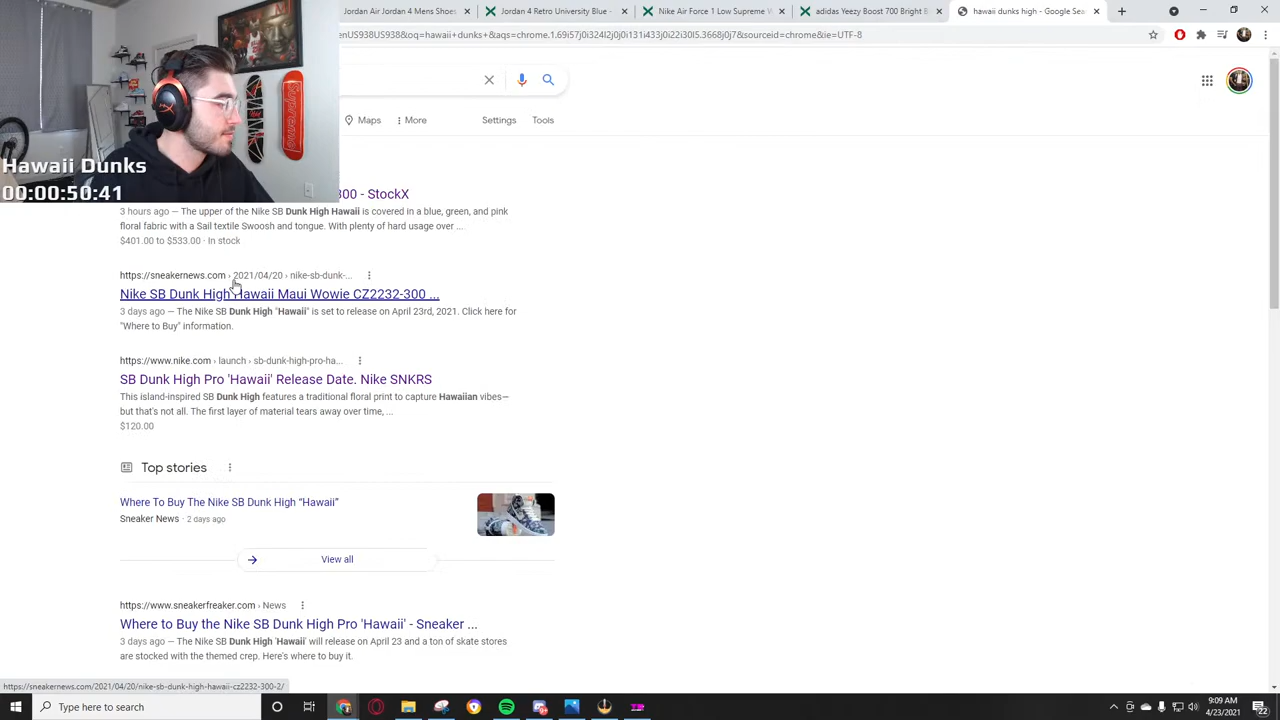 Jordan 1 Retro High Shoes
Jordan 4 Retro University Blue -
Nike Air Force 1 Low
adidas Yeezy Boost 700 Bright B
hawaii dunks high - Google Sea
Maps
More
Settings
Tools
Hawaii Dunks
00:00:50:41
Supreme
300 - StockX
3 hours ago — The upper of the Nike SB Dunk High Hawaii is covered in a blue, green, and pink
floral fabric with a Sail textile Swoosh and tongue. With plenty of hard usage over ...
$401.00 to $533.00 · In stock
https://sneakernews.com › 2021/04/20 › nike-sb-dunk-...
Nike SB Dunk High Hawaii Maui Wowie CZ2232-300 ...
3 days ago — The Nike SB Dunk High "Hawaii" is set to release on April 23rd, 2021. Click here for
"Where to Buy" information.
https://www.nike.com › launch › sb-dunk-high-pro-ha...
SB Dunk High Pro 'Hawaii' Release Date. Nike SNKRS
This island-inspired SB Dunk High features a traditional floral print to capture Hawaiian vibes—
but that's not all. The first layer of material tears away over time, ...
$120.00
Top stories
Where To Buy The Nike SB Dunk High “Hawaii”
Sneaker News · 2 days ago
View all
https://www.sneakerfreaker.com › News
Where to Buy the Nike SB Dunk High Pro 'Hawaii' - Sneaker ...
3 days ago — The Nike SB Dunk High 'Hawaii' will release on April 23 and a ton of skate stores
are stocked with the themed crep. Here's where to buy it.
https://sneakernews.com/2021/04/20/nike-sb-dunk-high-hawaii-cz2232-300-2/
Type here to search
9:09 AM
4/23/2021
22